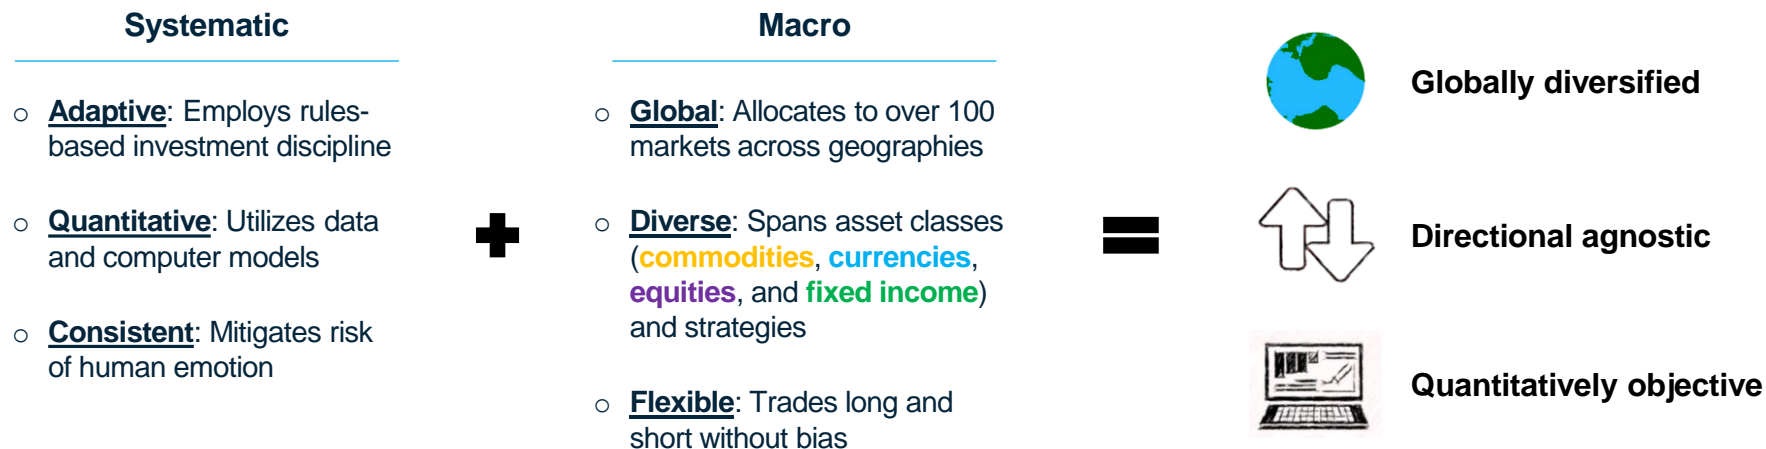 Systematic
Adaptive: Employs rules-
based investment discipline
Quantitative: Utilizes data
and computer models
Consistent: Mitigates risk
of human emotion
Macro
Global: Allocates to over 100
markets across geographies
Diverse: Spans asset classes
(commodities, currencies,
equities, and fixed income)
and strategies
Flexible: Trades long and
short without bias
Globally diversified
Directional agnostic
Quantitatively objective